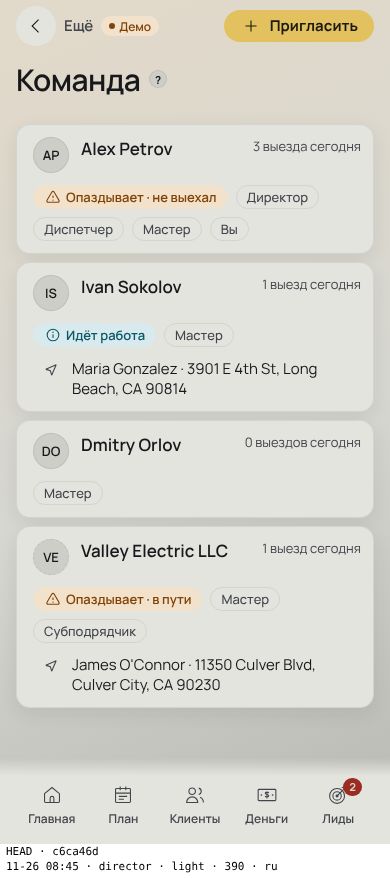 Ещё
Демо
Пригласить
Команда ?
AP
Alex Petrov
3 выезда сегодня
Опаздывает · не выехал
Директор
Диспетчер
Мастер
Вы
IS
Ivan Sokolov
1 выезд сегодня
Идёт работа
Мастер
Maria Gonzalez · 3901 E 4th St, Long
Beach, CA 90814
DO
Dmitry Orlov
0 выездов сегодня
Мастер
VE
Valley Electric LLC
1 выезд сегодня
Опаздывает · в пути
Мастер
Субподрядчик
James O'Connor · 11350 Culver Blvd,
Culver City, CA 90230
2
Главная
План
Клиенты
Деньги
Лиды
HEAD · c6ca46d
11-26 08:45 · director · light · 390 · ru